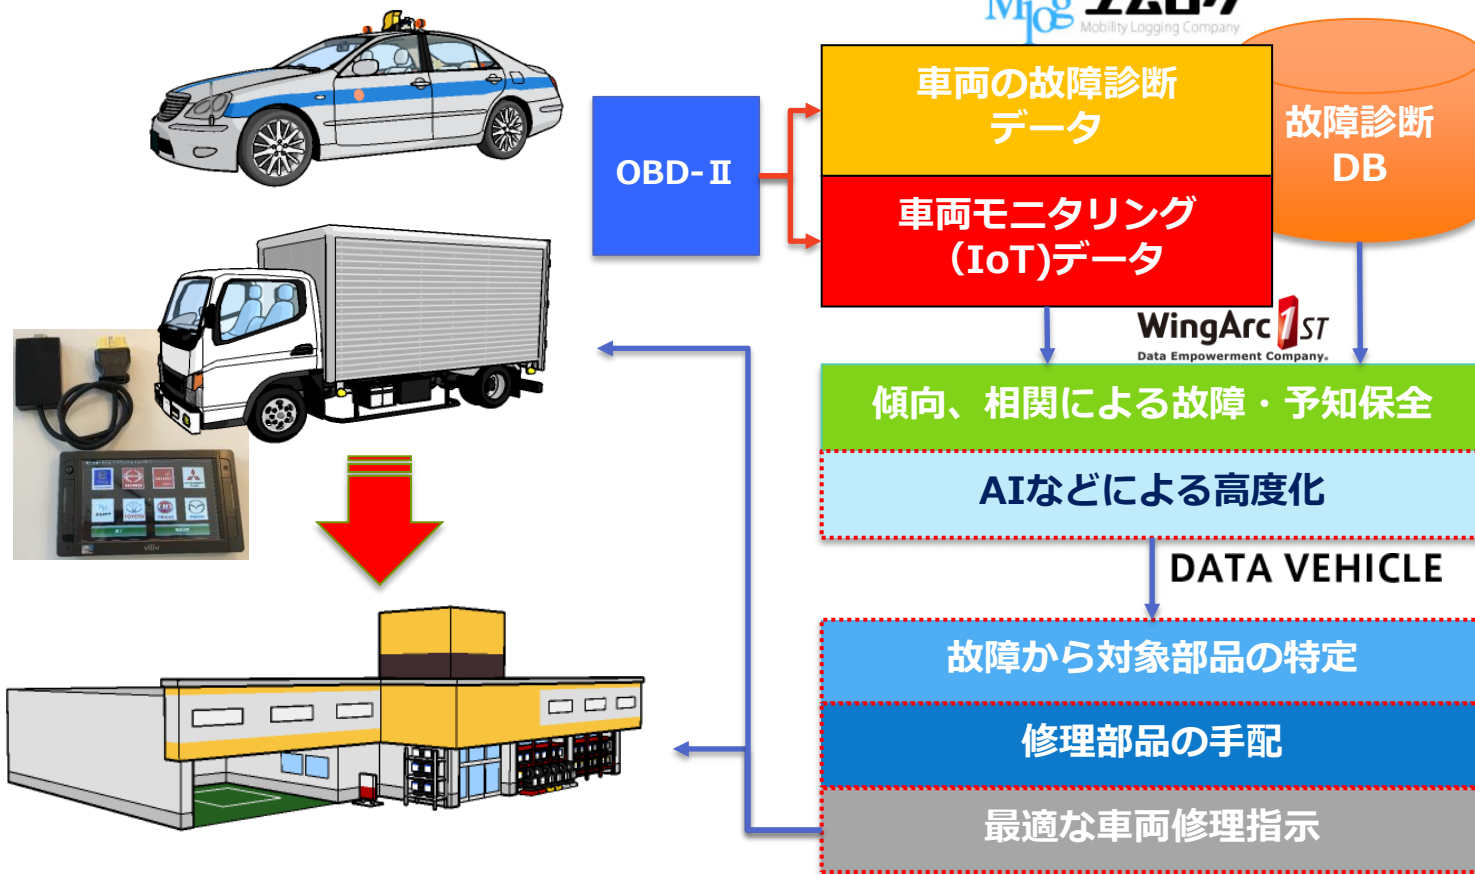 Mlog エムログ
Mobility Logging Company
車両の故障診断
データ
故障診断
DB
OBD-Ⅱ
車両モニタリング
（IoT)データ
WingArc 1ST
Data Empowerment Company.
傾向、相関による故障・予知保全
AIなどによる高度化
DATA VEHICLE
故障から対象部品の特定
修理部品の手配
最適な車両修理指示
HINO
TOYOTA
viliv